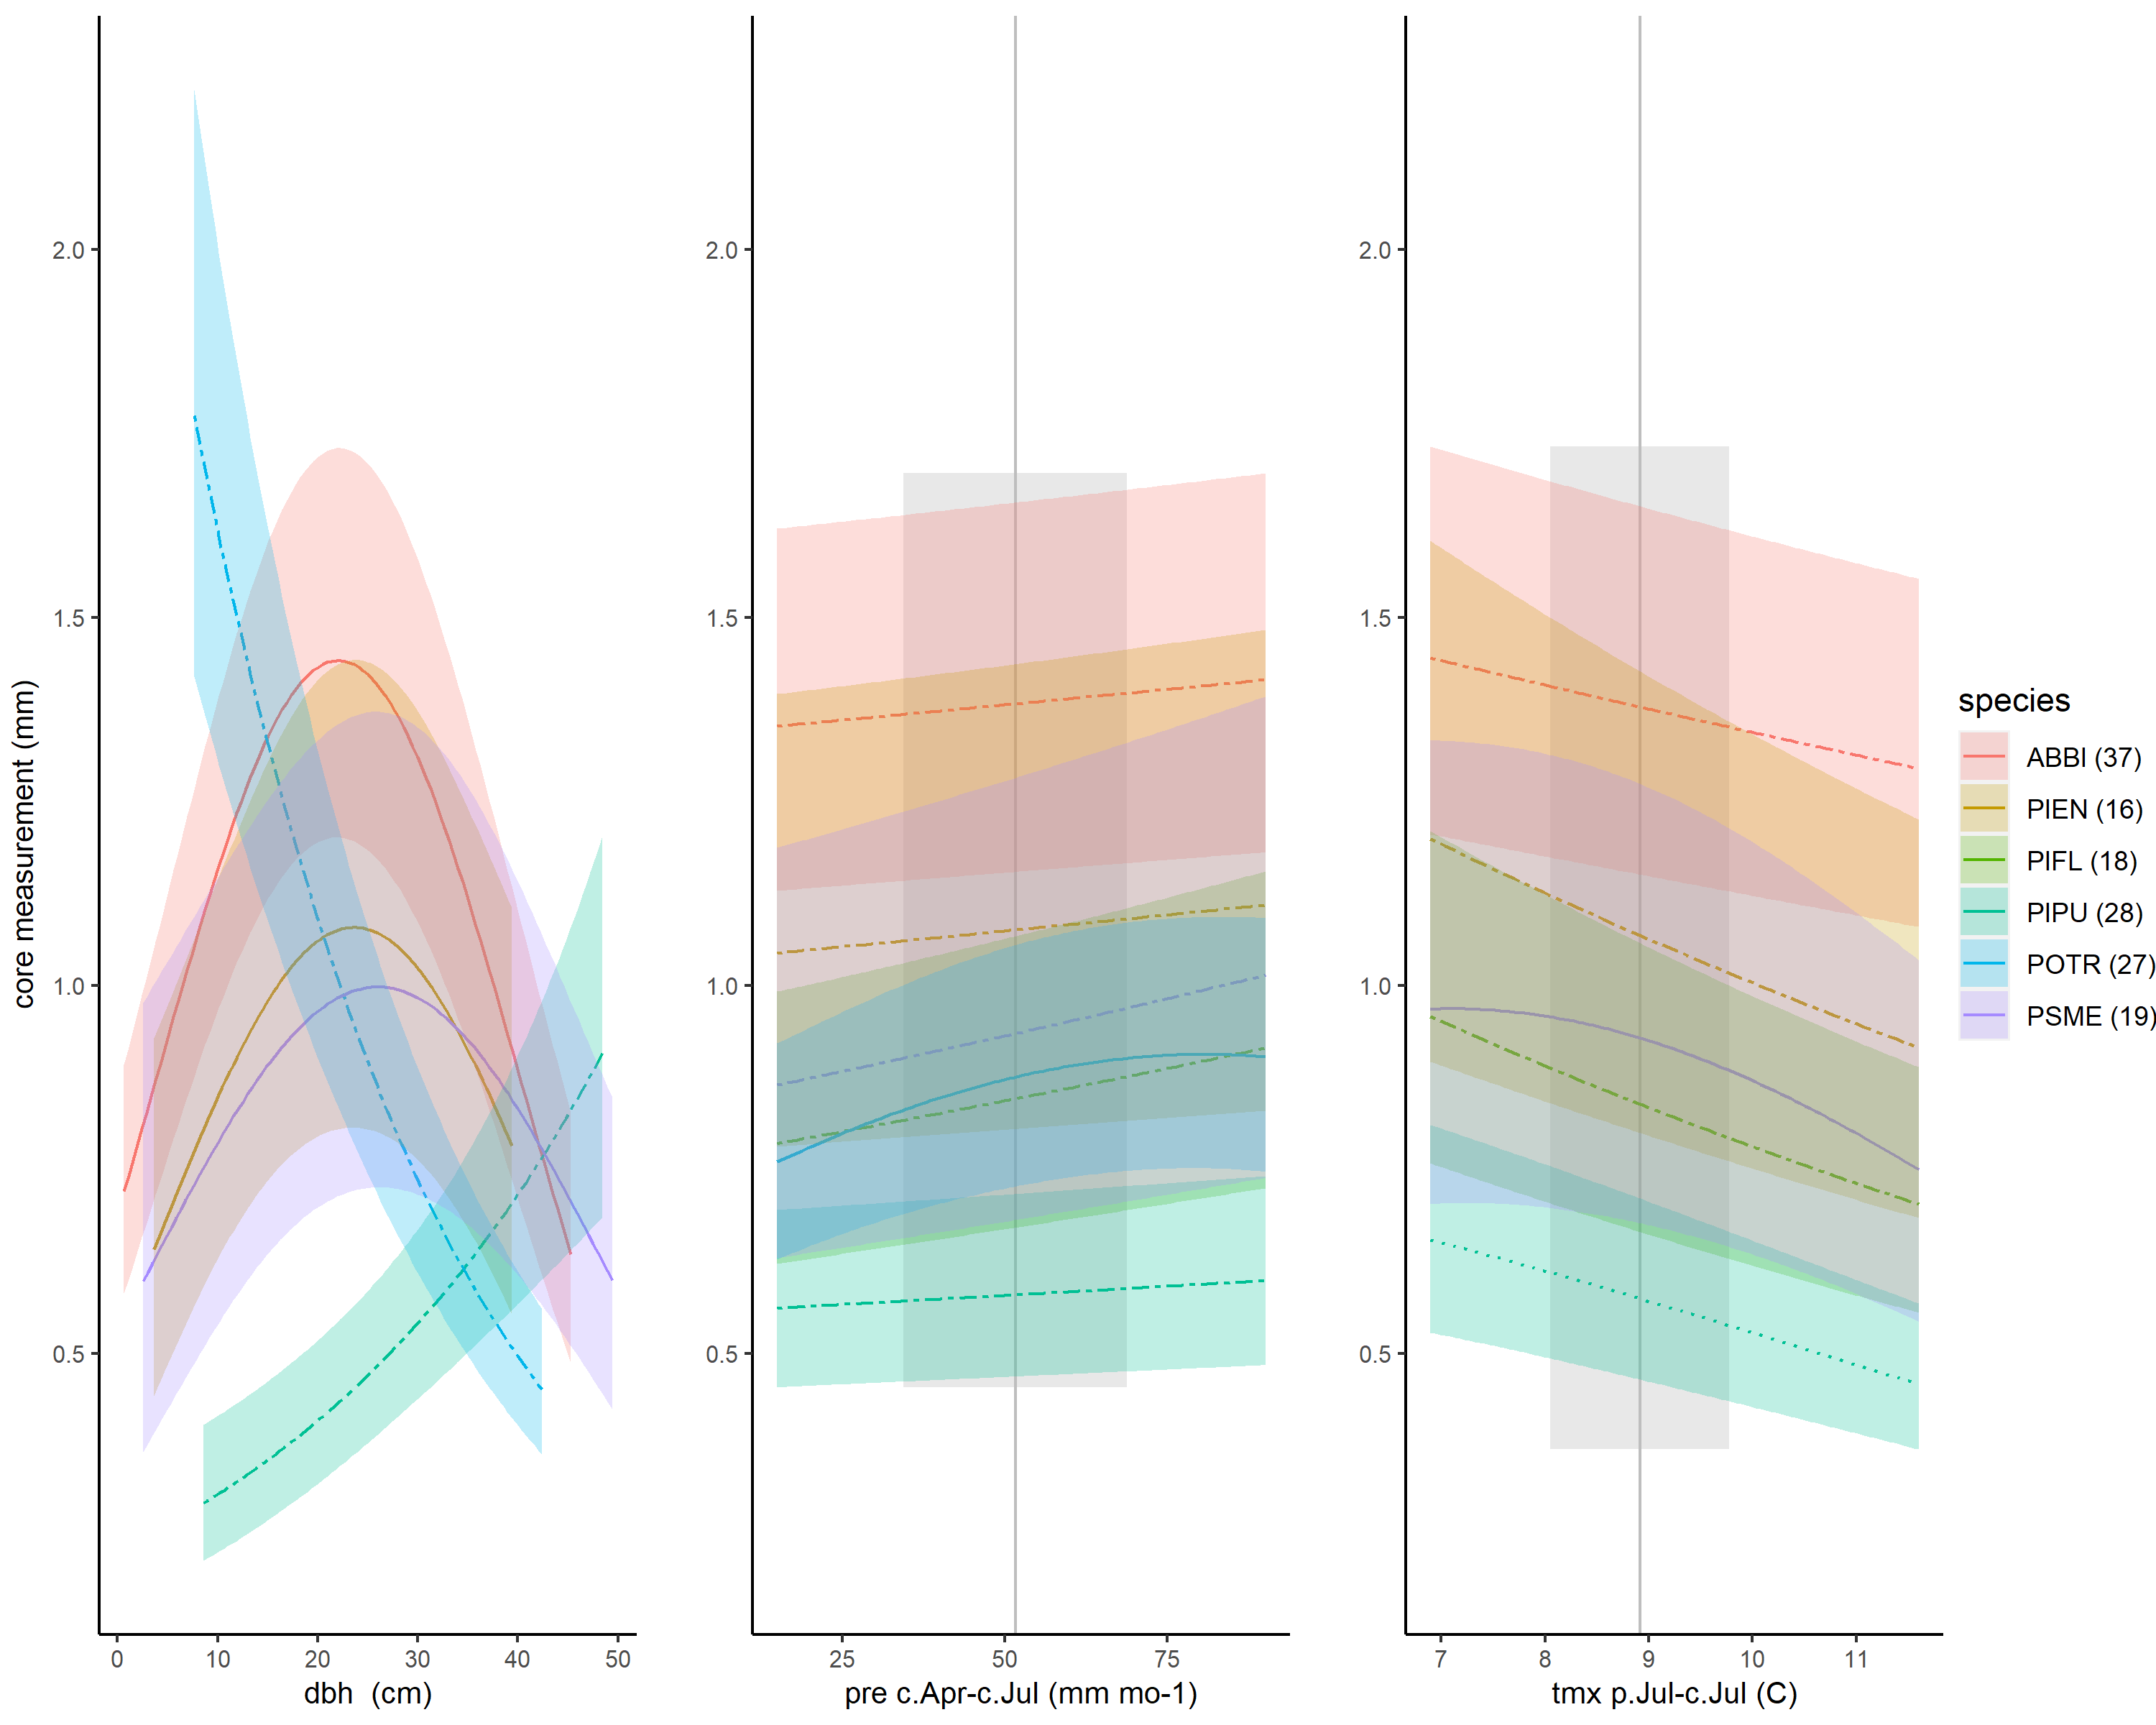 core measurement (mm)
2.0
1.5
1.0
0.5
0 10 20 30 40 50
dbh  (cm)
2.0
1.5
1.0
0.5
25 50 75
pre c.Apr-c.Jul (mm mo-1)
2.0
1.5
1.0
0.5
7 8 9 10 11
tmx p.Jul-c.Jul (C)
species
ABBI (37)
PIEN (16)
PIFL (18)
PIPU (28)
POTR (27)
PSME (19)